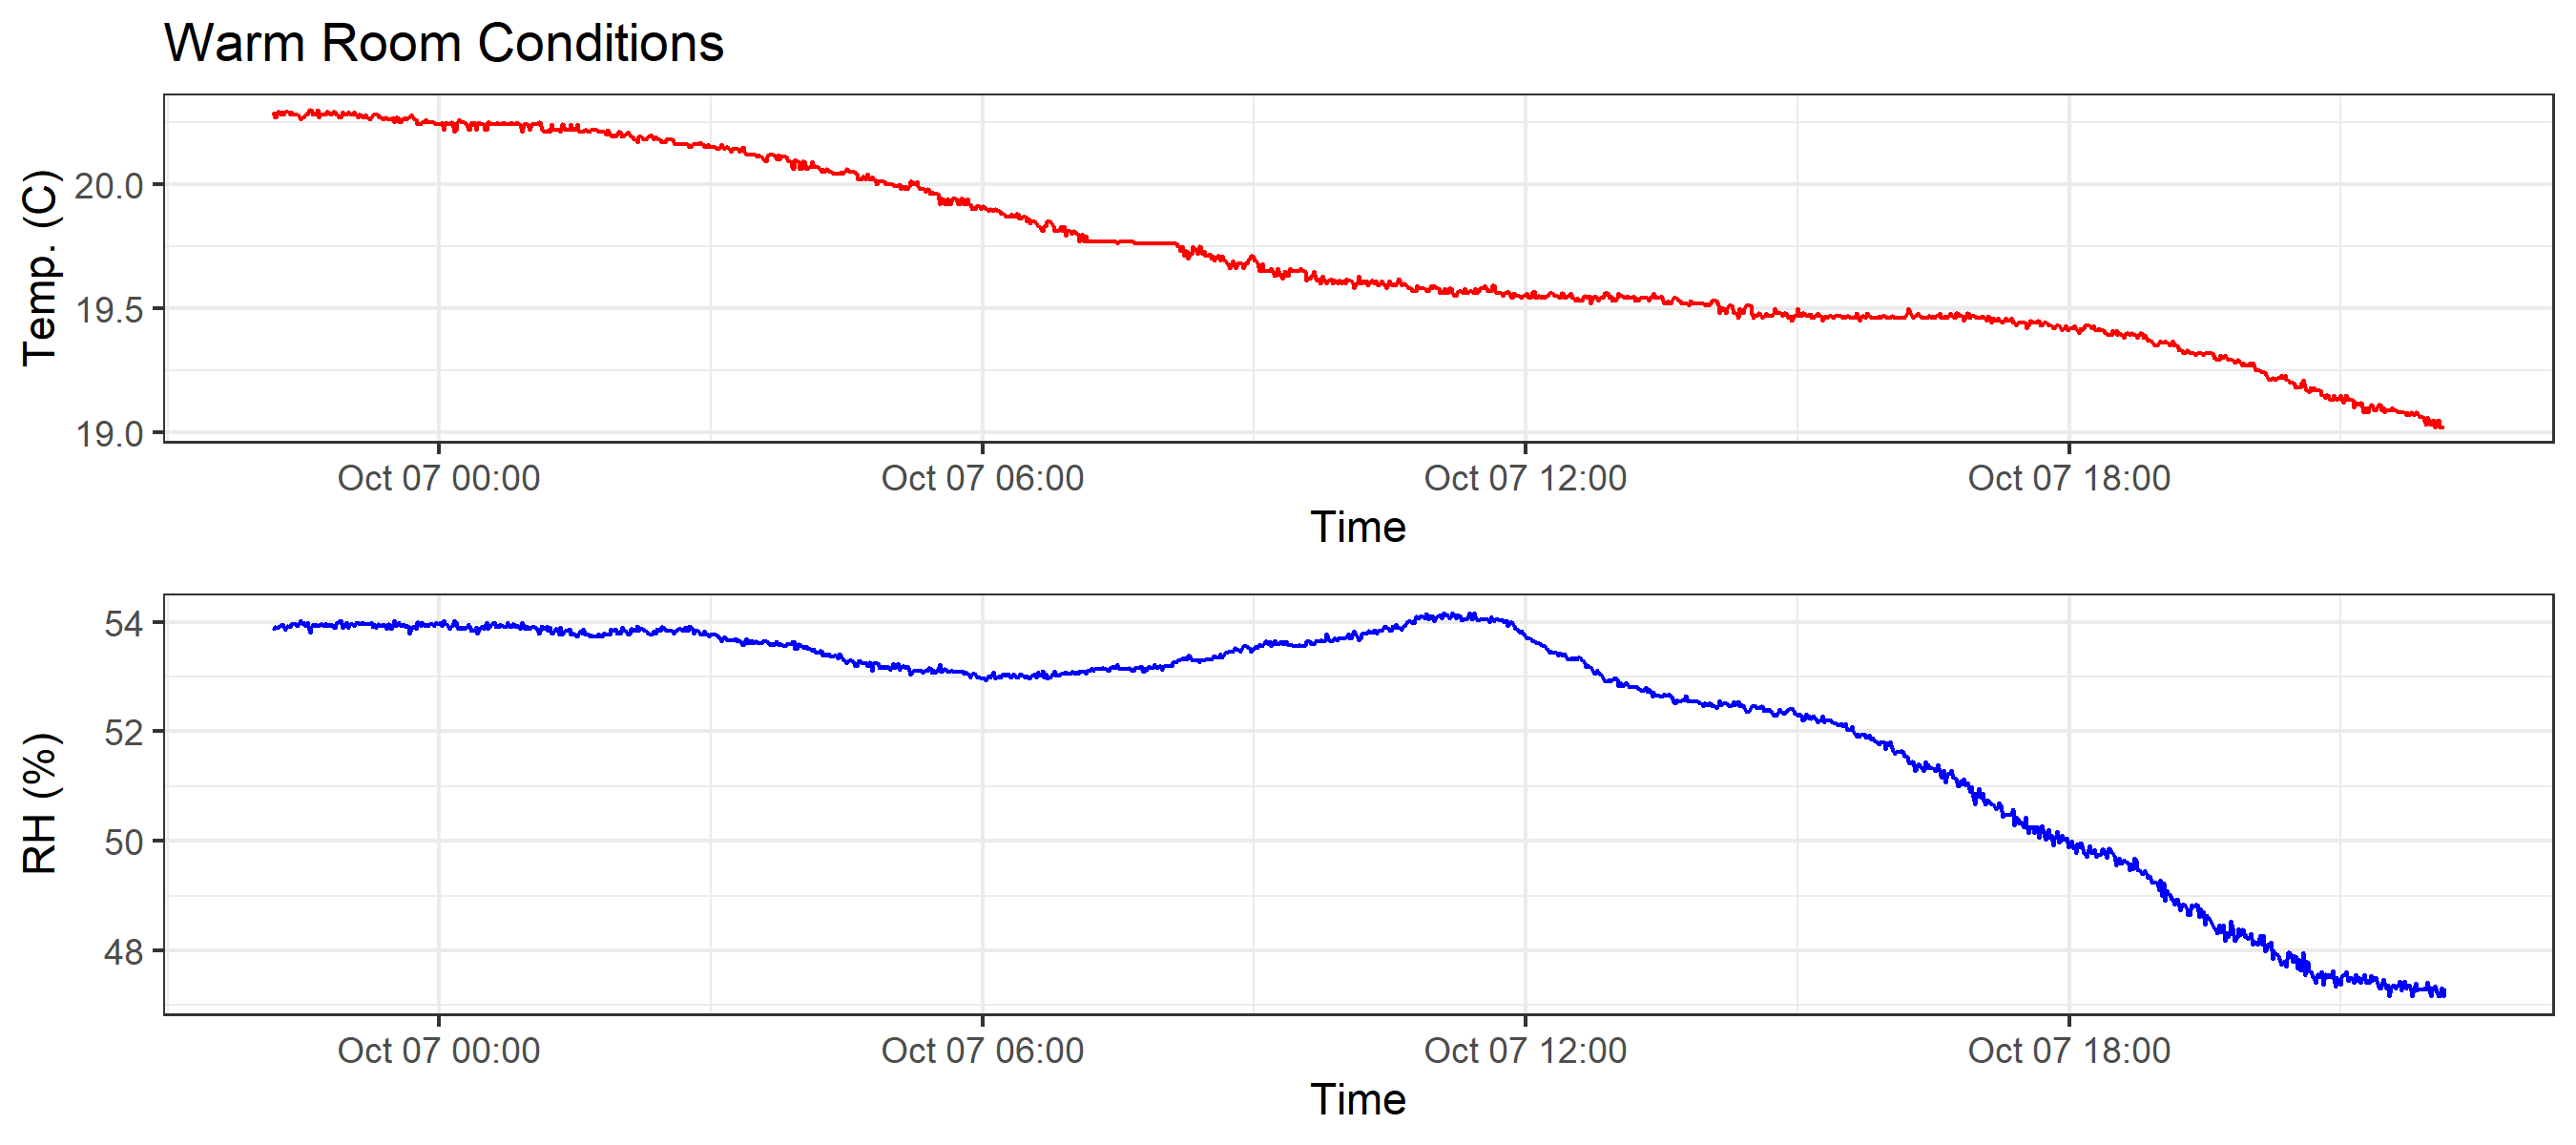 Warm Room Conditions
Temp. (C)
20.0
19.5
19.0
Oct 07 00:00 Oct 07 06:00 Oct 07 12:00 Oct 07 18:00
Time
RH (%)
54
52
50
48
Oct 07 00:00 Oct 07 06:00 Oct 07 12:00 Oct 07 18:00
Time